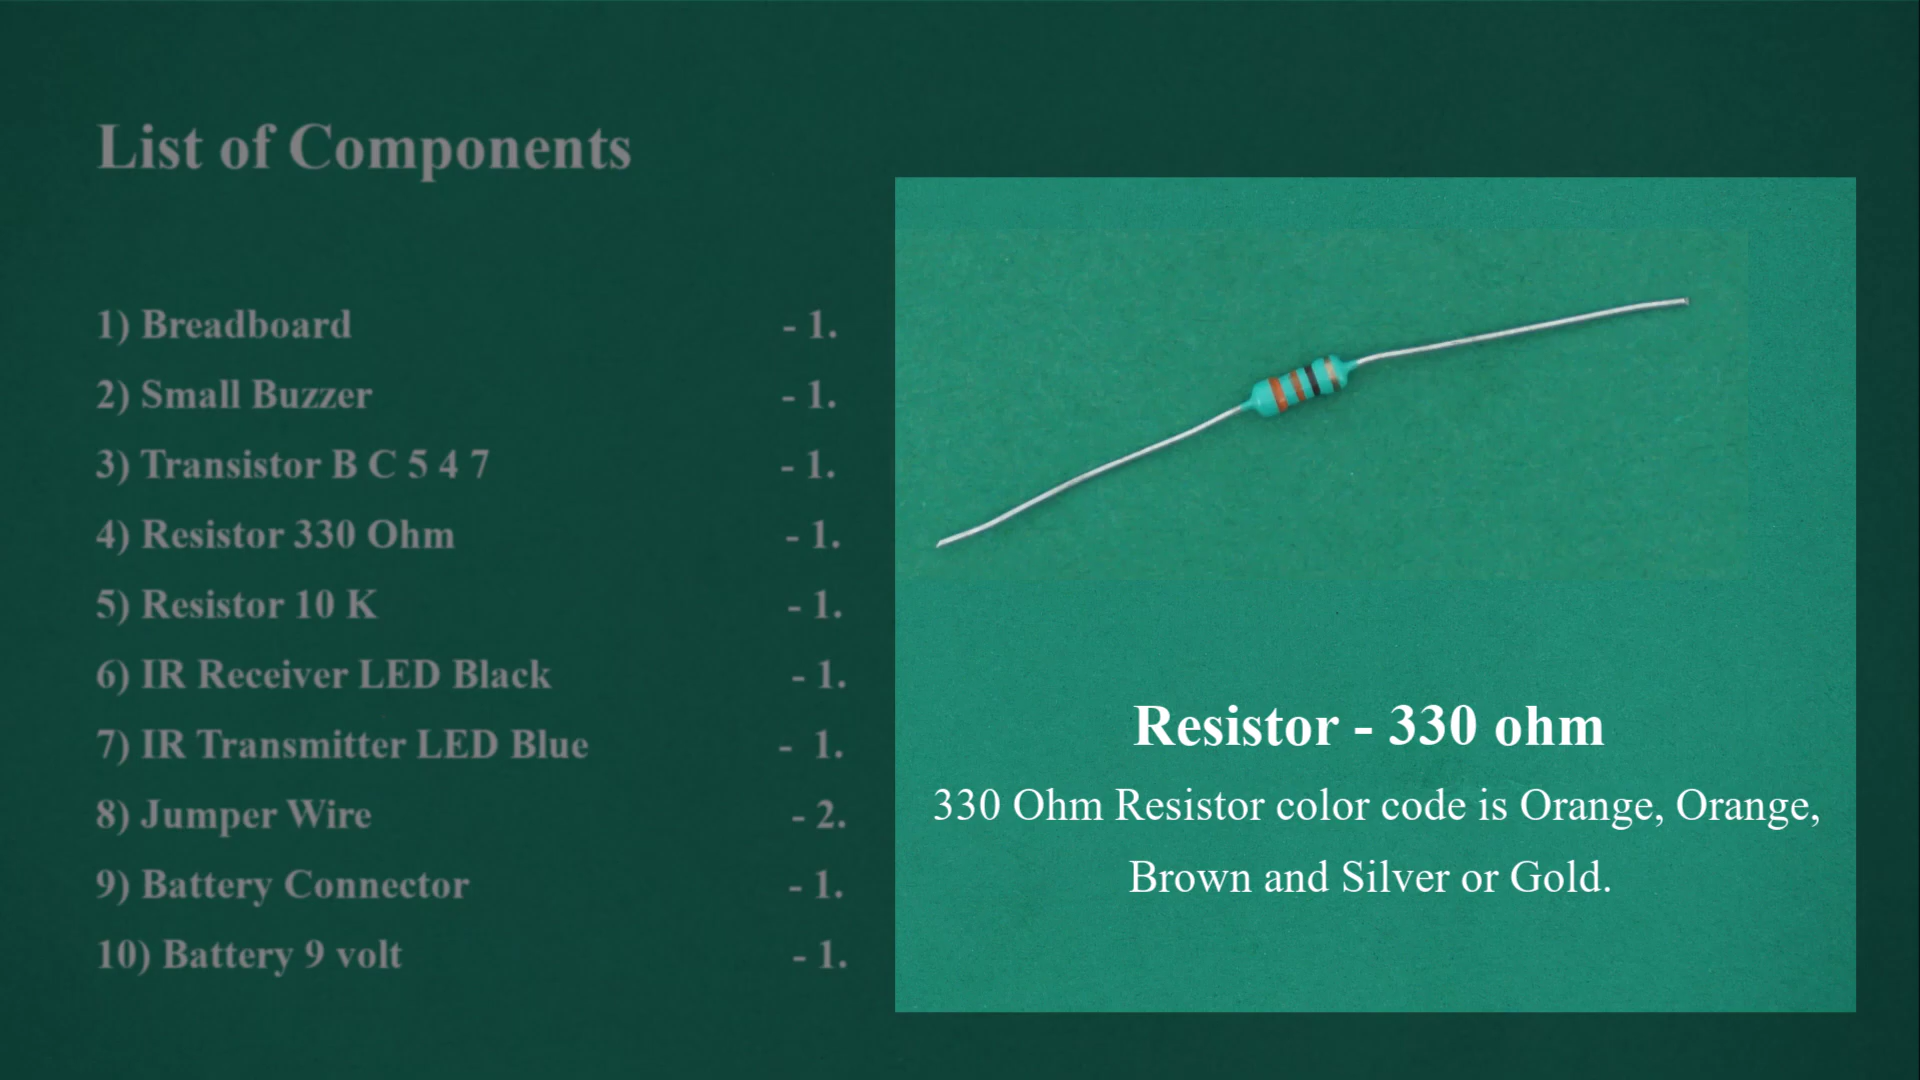 List of Components
1) Breadboard - 1.
2) Small Buzzer - 1.
3) Transistor B C 5 4 7 - 1.
4) Resistor 330 Ohm - 1.
5) Resistor 10 K - 1.
6) IR Receiver LED Black - 1.
7) IR Transmitter LED Blue - 1.
8) Jumper Wire - 2.
9) Battery Connector - 1.
10) Battery 9 volt - 1.
Resistor - 330 ohm
330 Ohm Resistor color code is Orange, Orange,
Brown and Silver or Gold.